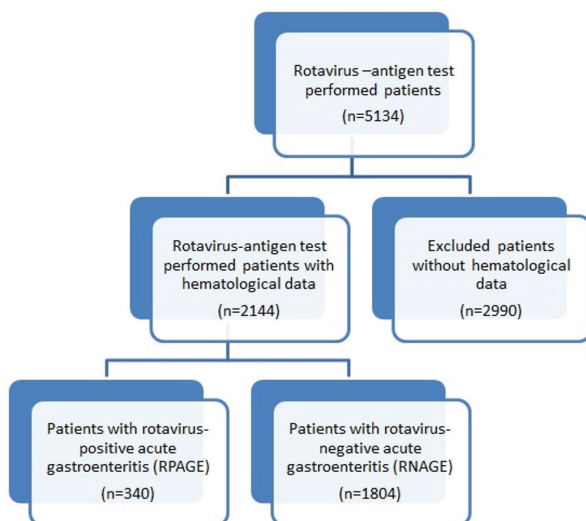 Rotavirus –antigen test
performed patients
(n=5134)
Rotavirus-antigen test
performed patients with
hematological data
(n=2144)
Excluded patients
without hematological
data
(n=2990)
Patients with rotavirus-
positive acute
gastroenteritis (RPAGE)
(n=340)
Patients with rotavirus-
negative acute
gastroenteritis (RNAGE)
(n=1804)